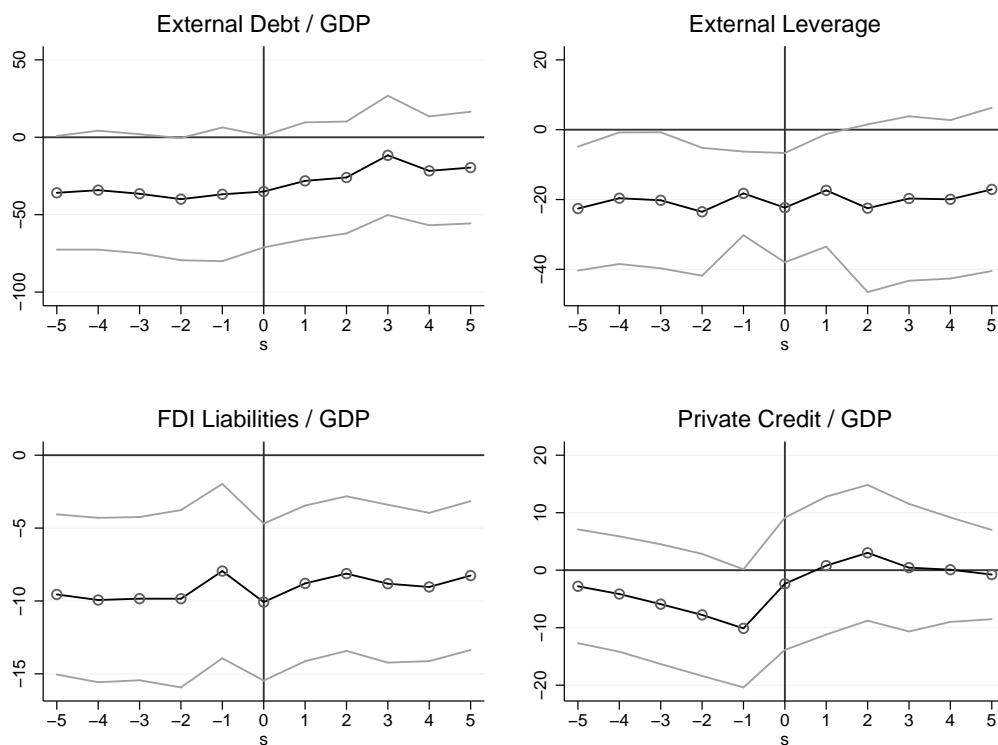 External Debt / GDP
50
0
−50
−100
−5 −4 −3 −2 −1 0 1 2 3 4 5
s
External Leverage
20
0
−20
−40
−5 −4 −3 −2 −1 0 1 2 3 4 5
s
FDI Liabilities / GDP
0
−5
−10
−15
−5 −4 −3 −2 −1 0 1 2 3 4 5
s
Private Credit / GDP
20
10
0
−10
−20
−5 −4 −3 −2 −1 0 1 2 3 4 5
s